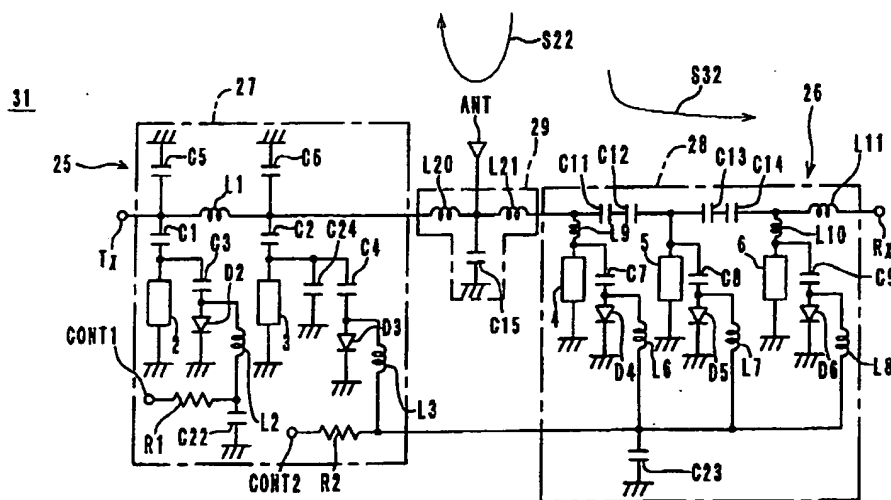 31
27
S22
S32
ANT
26
25
C5
C6
29
28
L1
L20
L21
C11
C12
C13
C14
L11
Tx
C1
C2
C3
C24
C4
L9
L10
Rx
D2
D3
C15
C7
C8
C9
2
3
4
5
6
CONT1
D4
L6
D5
L7
D6
L8
R1
L2
L3
C22
CONT2
R2
C23